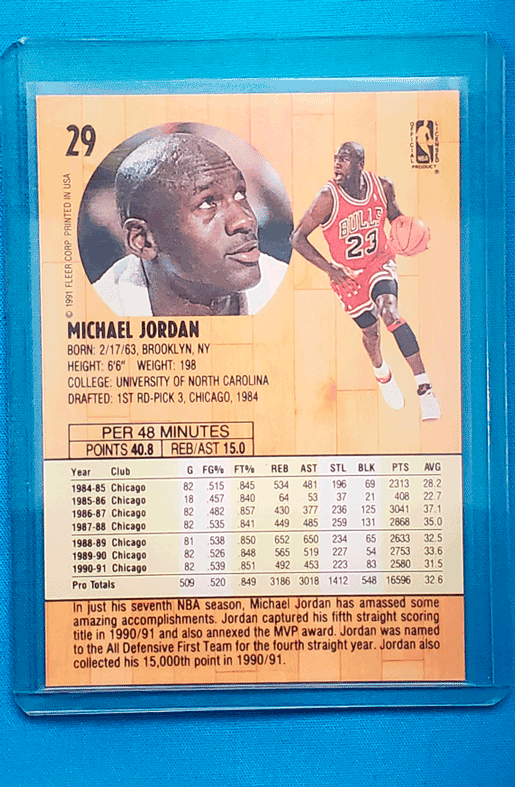 29
OFFICIAL LICENSED
NBA
PRODUCT ®
© 1991 FLEER CORP. PRINTED IN USA
BULLS
23
MICHAEL JORDAN
BORN: 2/17/63, BROOKLYN, NY
HEIGHT: 6'6" WEIGHT: 198
COLLEGE: UNIVERSITY OF NORTH CAROLINA
DRAFTED: 1ST RD-PICK 3, CHICAGO, 1984
PER 48 MINUTES
POINTS 40.8 REB/AST 15.0
Year Club G FG% FT% REB AST STL BLK PTS AVG
1984-85 Chicago 82 .515 .845 534 481 196 69 2313 28.2
1985-86 Chicago 18 .457 .840 64 53 37 21 408 22.7
1986-87 Chicago 82 .482 .857 430 377 236 125 3041 37.1
1987-88 Chicago 82 .535 .841 449 485 259 131 2868 35.0
1988-89 Chicago 81 .538 .850 652 650 234 65 2633 32.5
1989-90 Chicago 82 .526 .848 565 519 227 54 2753 33.6
1990-91 Chicago 82 .539 .851 492 453 223 83 2580 31.5
Pro Totals 509 .520 .849 3186 3018 1412 548 16596 32.6
In just his seventh NBA season, Michael Jordan has amassed some
amazing accomplishments. Jordan captured his fifth straight scoring
title in 1990/91 and also annexed the MVP award. Jordan was named
to the All Defensive First Team for the fourth straight year. Jordan also
collected his 15,000th point in 1990/91.